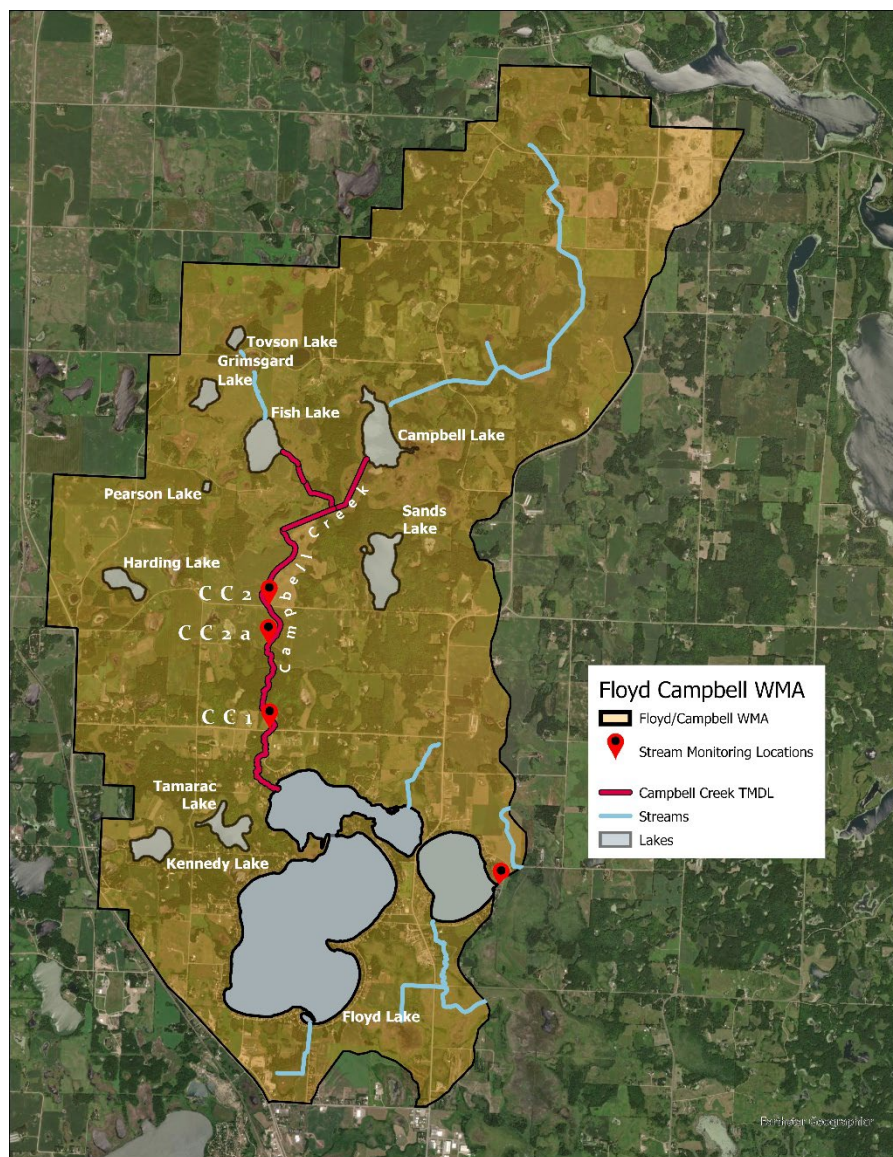 Tovson Lake
Grimsgard
Lake
Fish Lake
Campbell Lake
Pearson Lake
Sands
Lake
Harding Lake
Campbell Creek
CC2
CC2a
CC1
Tamarac
Lake
Kennedy Lake
Floyd Lake
Floyd Campbell WMA
Floyd/Campbell WMA
Stream Monitoring Locations
Campbell Creek TMDL
Streams
Lakes